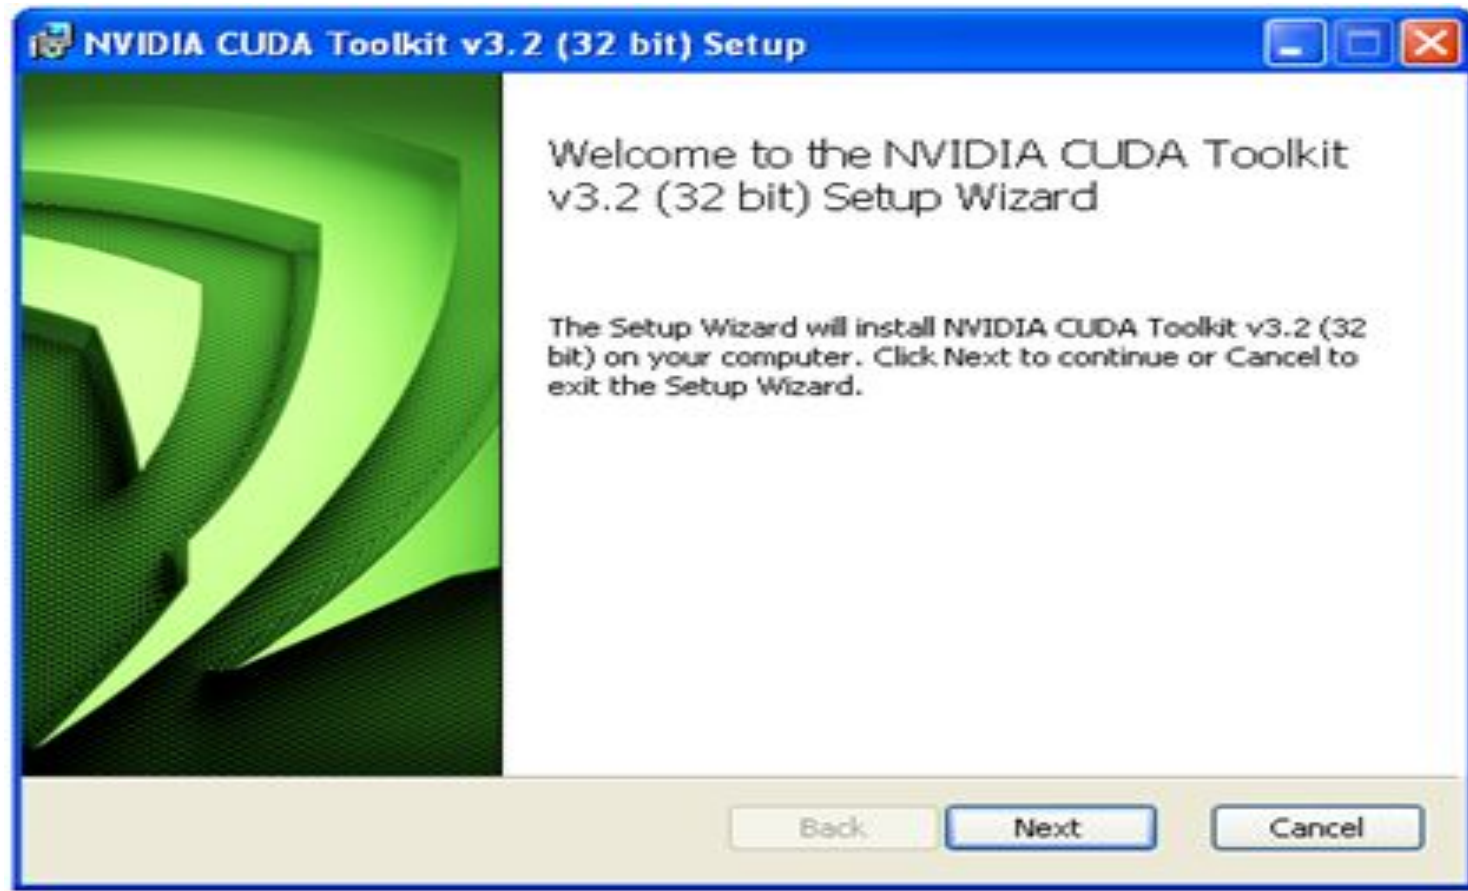 NVIDIA CUDA Toolkit v3.2 (32 bit) Setup
Welcome to the NVIDIA CUDA Toolkit
v3.2 (32 bit) Setup Wizard
The Setup Wizard will install NVIDIA CUDA Toolkit v3.2 (32
bit) on your computer. Click Next to continue or Cancel to
exit the Setup Wizard.
Back Next Cancel